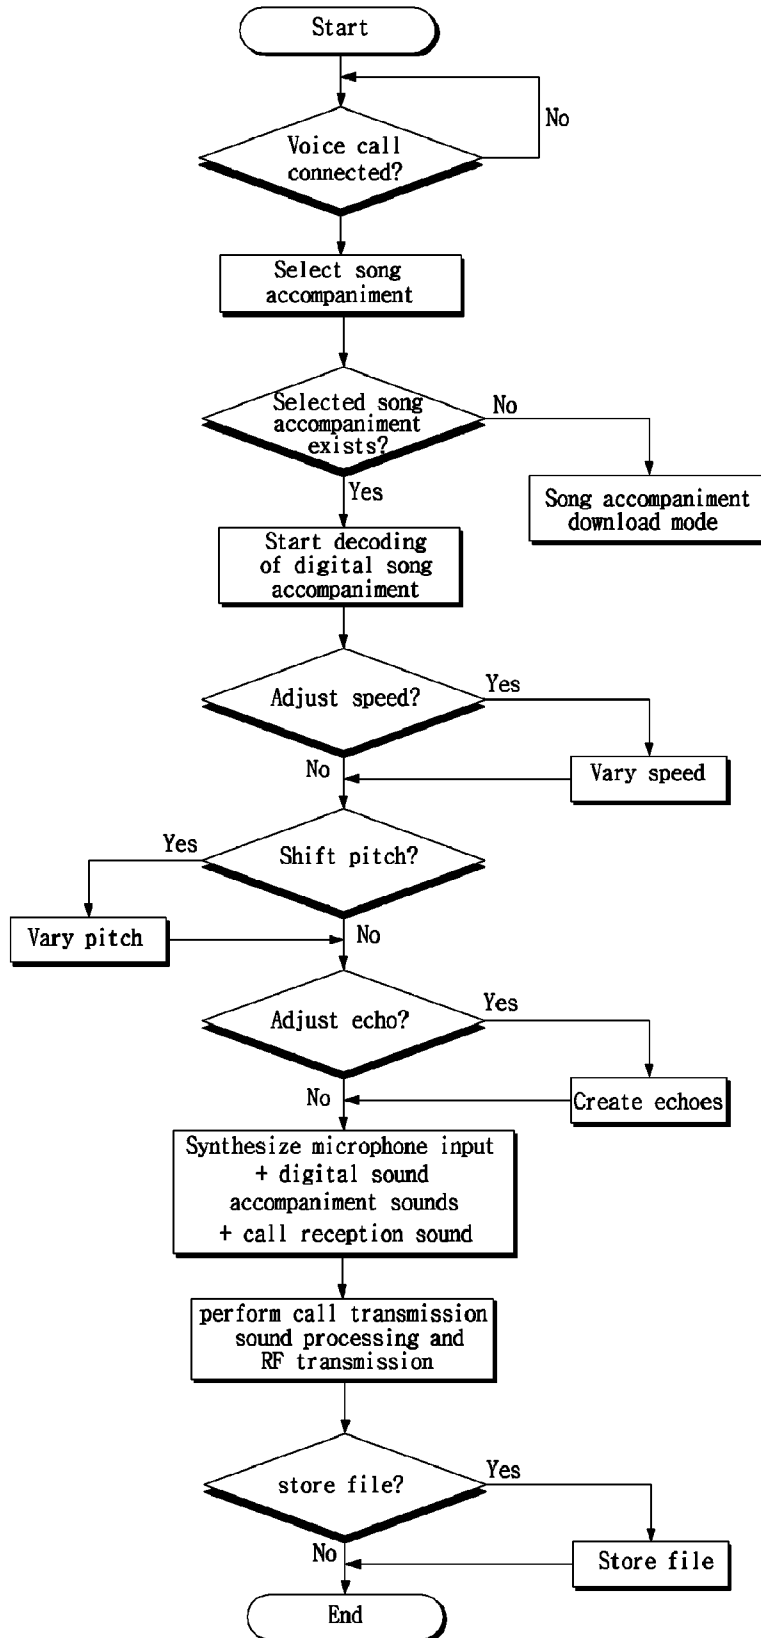 Start
No
Voice call
connected?
Select song
accompaniment
Selected song
accompaniment
exists?
No
Yes
Song accompaniment
download mode
Start decoding
of digital song
accompaniment
Adjust speed?
Yes
No
Vary speed
Shift pitch?
Yes
Vary pitch
No
Adjust echo?
Yes
No
Create echoes
Synthesize microphone input
+ digital sound
accompaniment sounds
+ call reception sound
perform call transmission
sound processing and
RF transmission
store file?
Yes
No
Store file
End